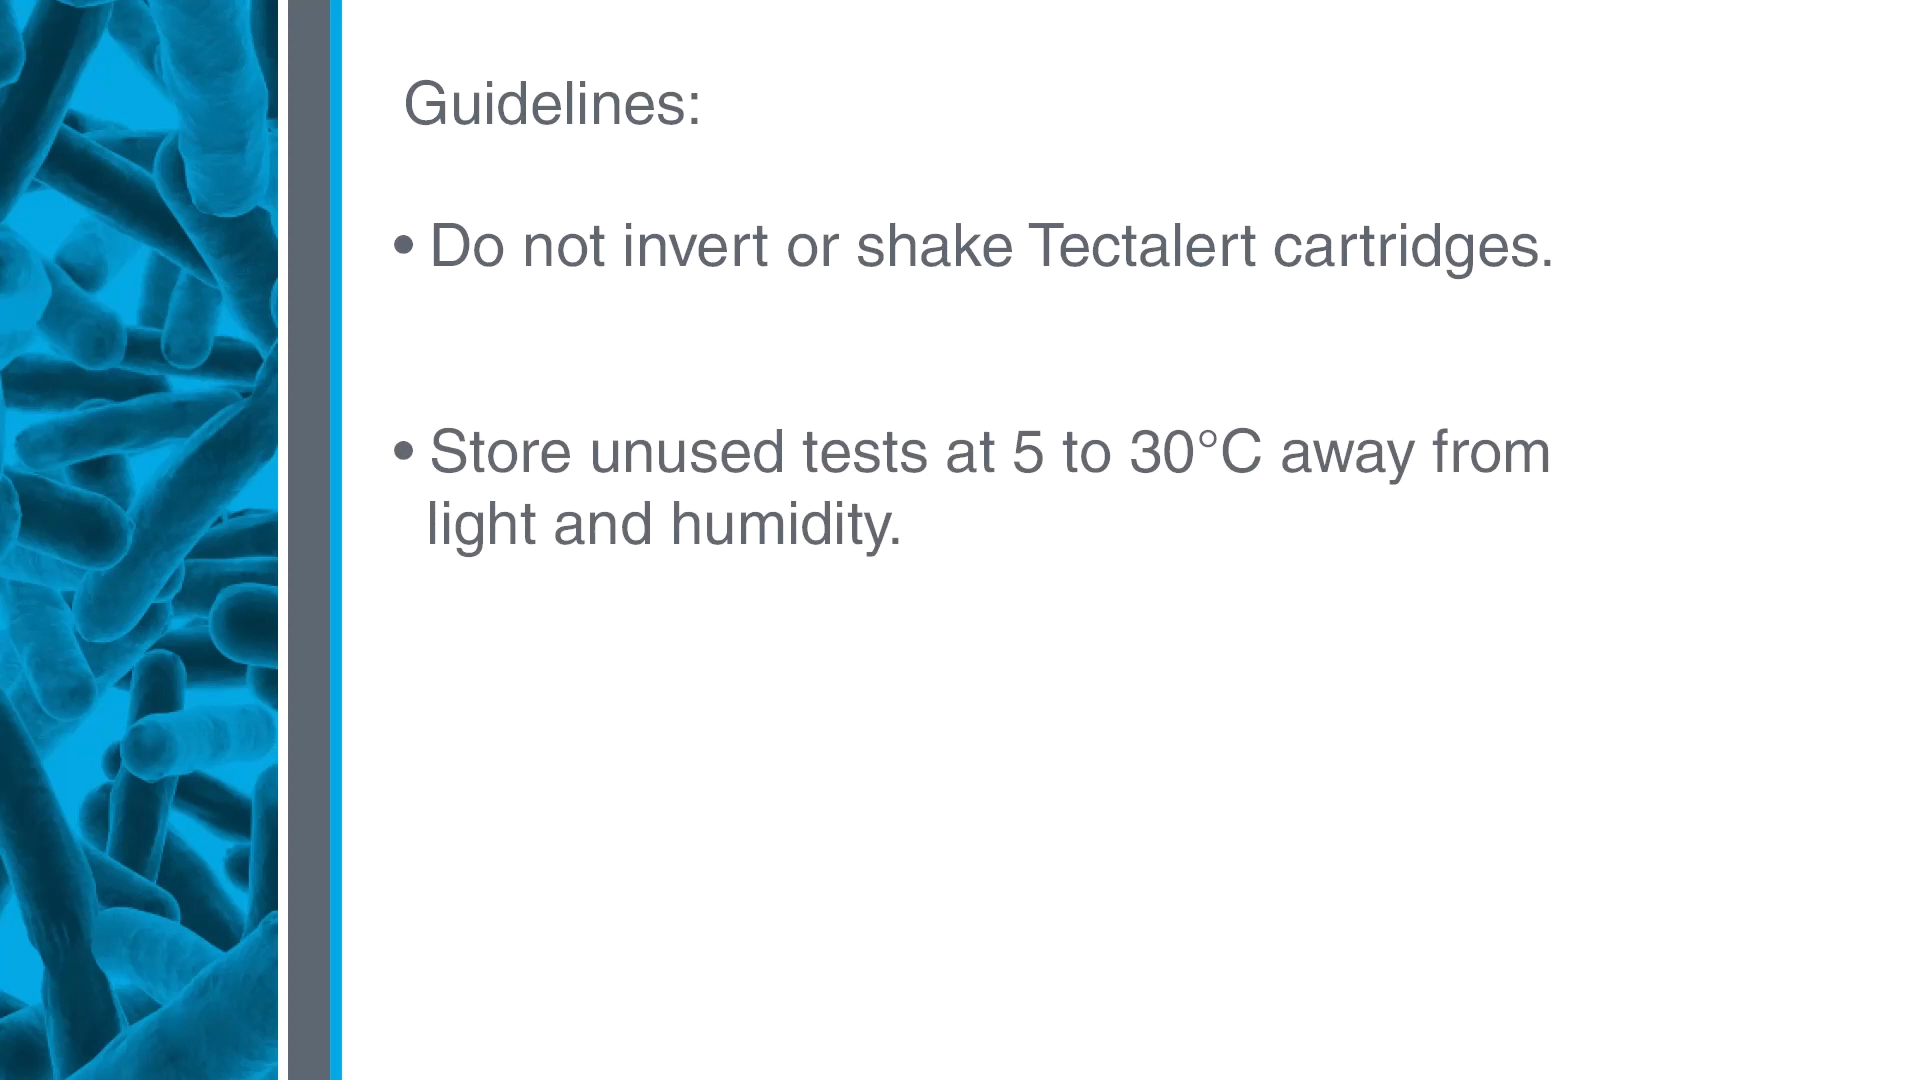 Guidelines:
• Do not invert or shake Tectalert cartridges.
• Store unused tests at 5 to 30°C away from
light and humidity.